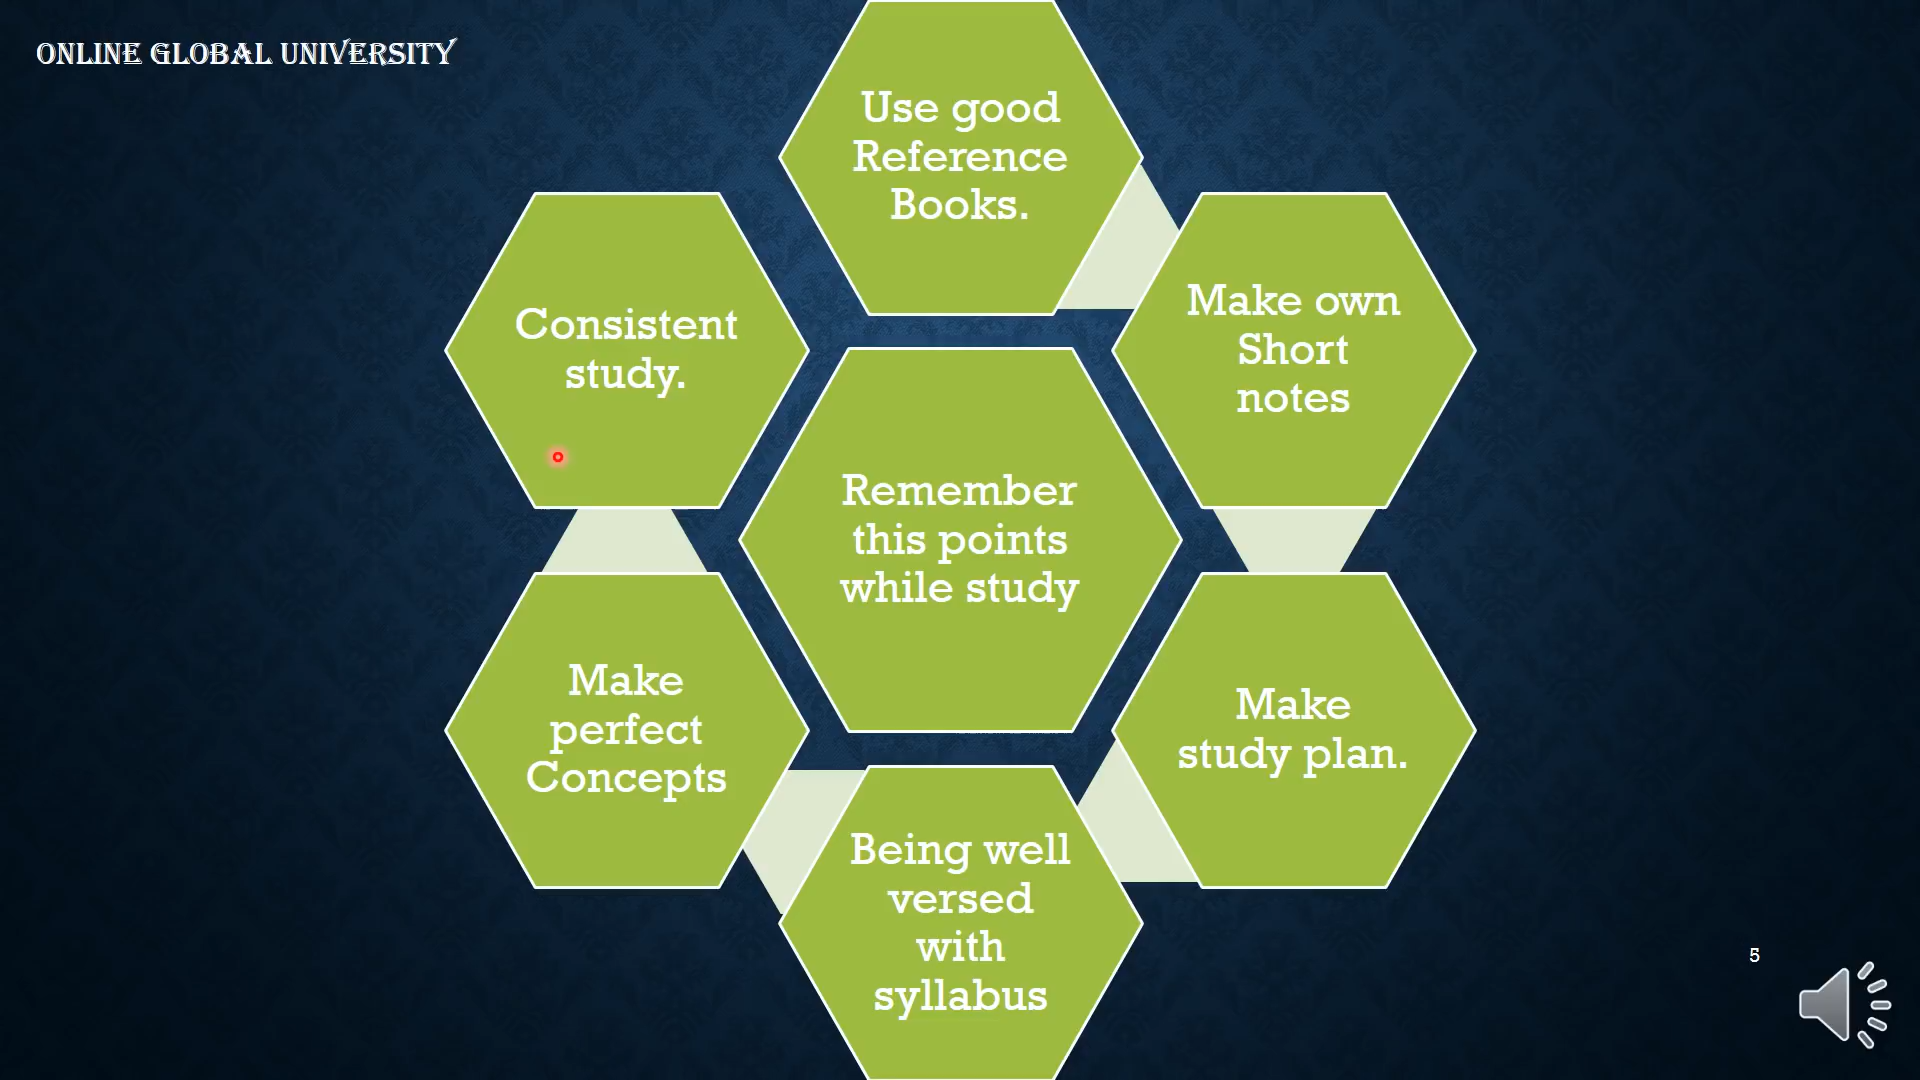 ONLINE GLOBAL UNIVERSITY
Use good
Reference
Books.
Make own
Short
notes
Consistent
study.
Remember
this points
while study
Make
perfect
Concepts
Make
study plan.
Being well
versed
with
syllabus
5